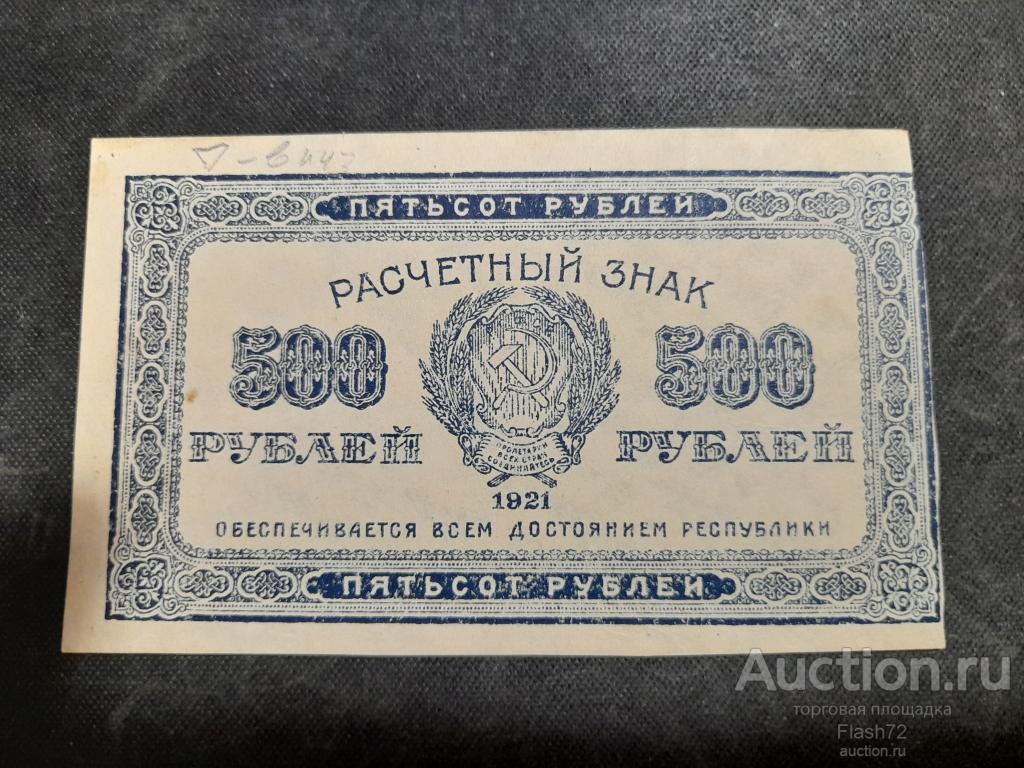 ПЯТЬСОТ РУБЛЕЙ
РАСЧЕТНЫЙ ЗНАК
500 500
РУБЛЕЙ РУБЛЕЙ
ПРОЛЕТАРИИ
ВСЕХ СТРАН
СОЕДИНЯЙТЕСЬ
1921
ОБЕСПЕЧИВАЕТСЯ ВСЕМ ДОСТОЯНИЕМ РЕСПУБЛИКИ
ПЯТЬСОТ РУБЛЕЙ
Auction.ru
торговая площадка
Flash72
auction.ru